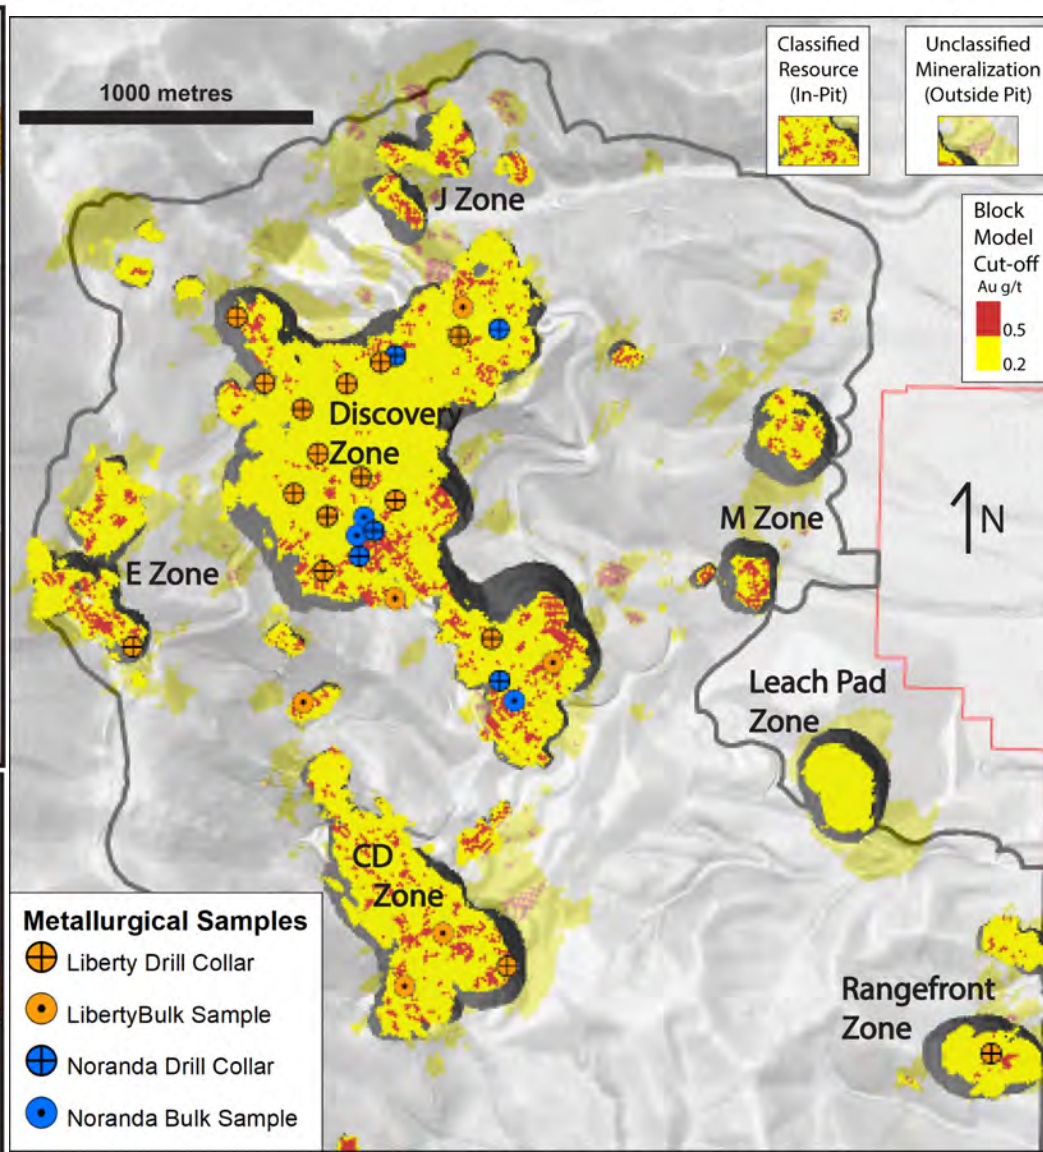 1000 metres
Classified
Resource
(In-Pit)
Unclassified
Mineralization
(Outside Pit)
Block
Model
Cut-off
Au g/t
0.5
0.2
J Zone
Discovery
Zone
E Zone
M Zone
N
Leach Pad
Zone
CD
Zone
Rangefront
Zone
Metallurgical Samples
Liberty Drill Collar
LibertyBulk Sample
Noranda Drill Collar
Noranda Bulk Sample